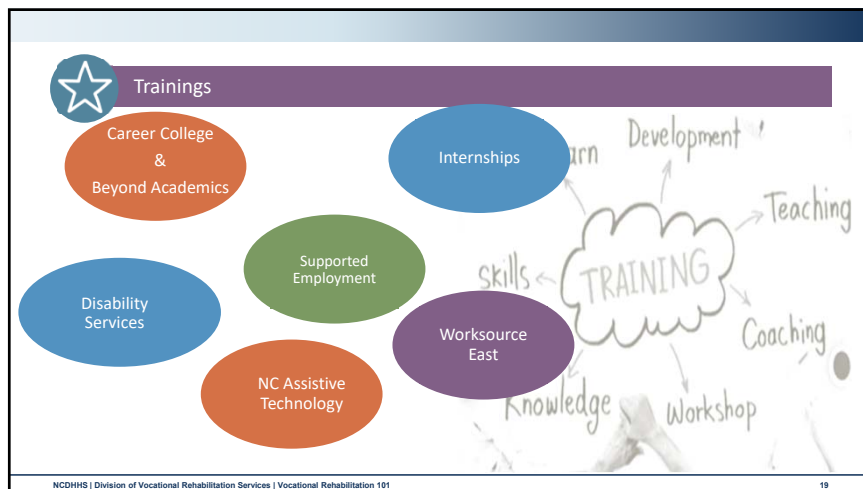 Trainings
Career College
&
Beyond Academics
Internships
Supported
Employment
Disability
Services
Worksource
East
NC Assistive
Technology
arn
Development
Teaching
Skills
TRAINING
Coaching
Knowledge
Workshop
NCDHHS | Division of Vocational Rehabilitation Services | Vocational Rehabilitation 101
19